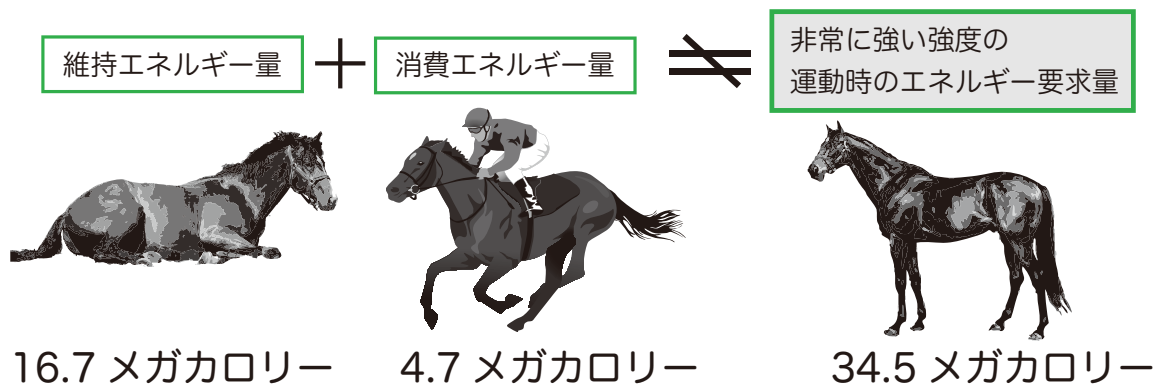 維持エネルギー量
+
消費エネルギー量
≠
非常に強い強度の
運動時のエネルギー要求量
16.7 メガカロリー
4.7 メガカロリー
34.5 メガカロリー